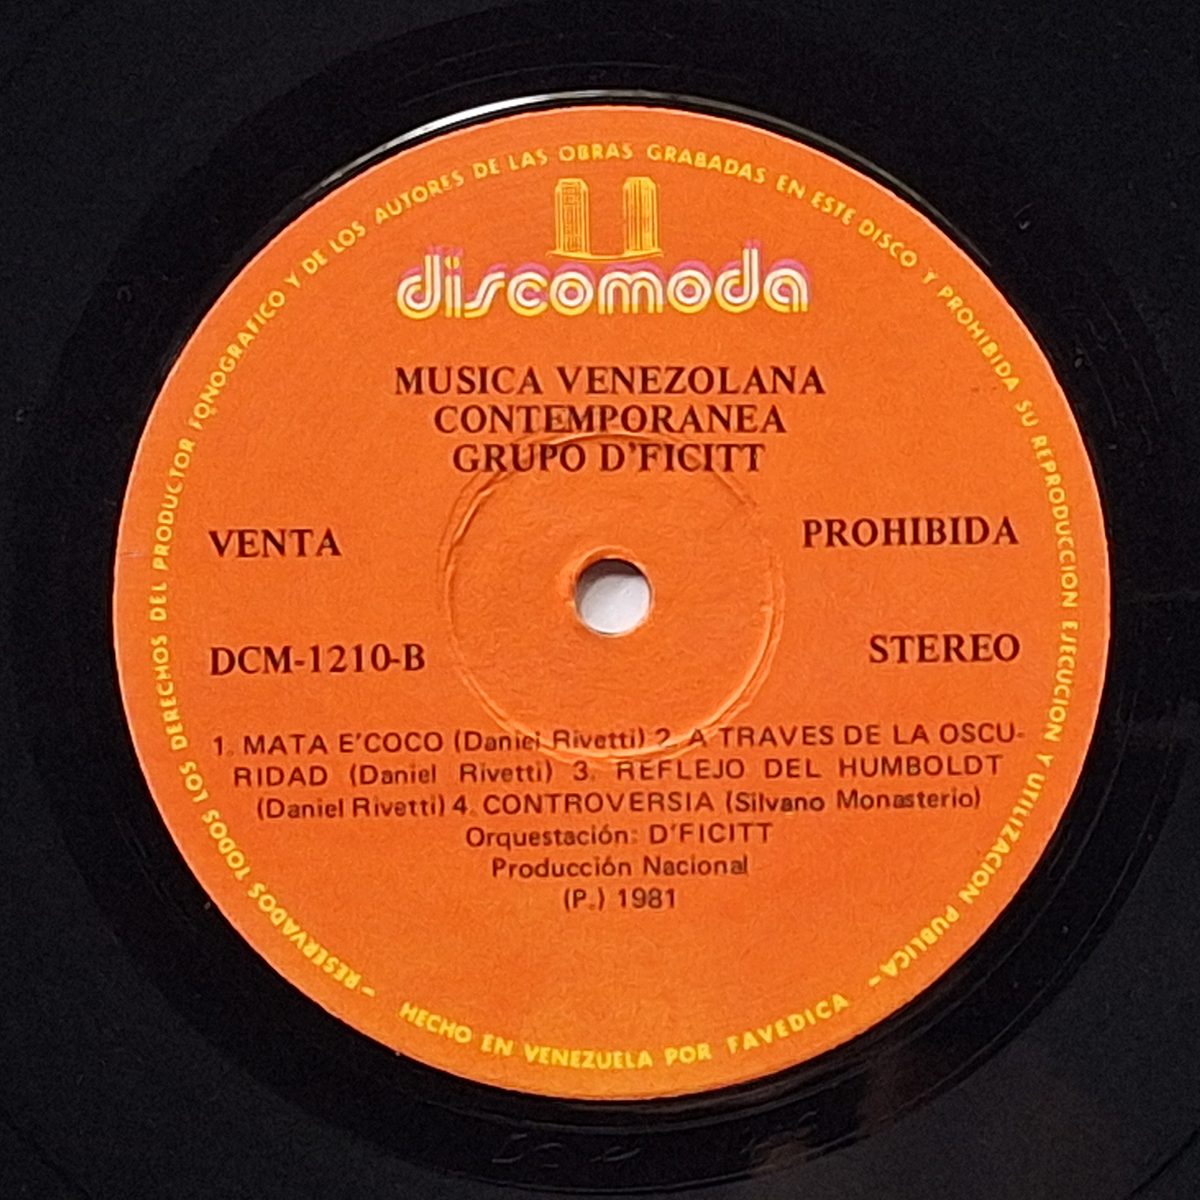 RESERVADOS TODOS LOS DERECHOS DEL PRODUCTOR FONOGRAFICO Y DE LOS AUTORES DE LAS OBRAS GRABADAS EN ESTE DISCO Y PROHIBIDA SU REPRODUCCION EJECUCION Y UTILIZACION PUBLICA -
discomoda
MUSICA VENEZOLANA
CONTEMPORANEA
GRUPO D'FICITT
VENTA PROHIBIDA
DCM-1210-B STEREO
1. MATA E'COCO (Daniel Rivetti) 2. A TRAVES DE LA OSCU-
RIDAD (Daniel Rivetti) 3. REFLEJO DEL HUMBOLDT
(Daniel Rivetti) 4. CONTROVERSIA (Silvano Monasterio)
Orquestación: D'FICITT
Producción Nacional
(P.) 1981
- HECHO EN VENEZUELA POR FAVEDICA